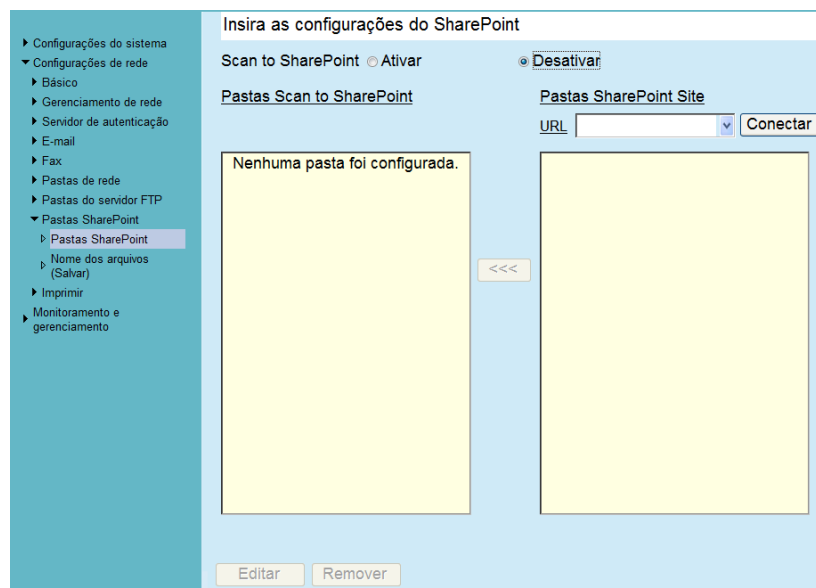 Insira as configurações do SharePoint
Configurações do sistema
Configurações de rede
Básico
Gerenciamento de rede
Servidor de autenticação
E-mail
Fax
Pastas de rede
Pastas do servidor FTP
Pastas SharePoint
Pastas SharePoint
Nome dos arquivos
(Salvar)
Imprimir
Monitoramento e
gerenciamento
Scan to SharePoint Ativar Desativar
Pastas Scan to SharePoint
Nenhuma pasta foi configurada.
<<<
Pastas SharePoint Site
URL Conectar
Editar Remover